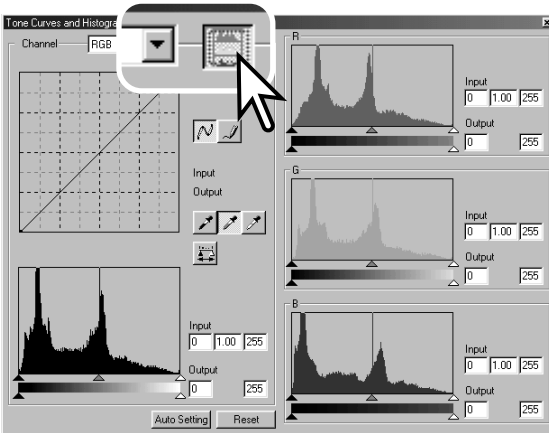 Tone Curves and Histogra
Channel RGB
Input
Output
Input
0 1.00 255
Output
0 255
Auto Setting Reset
R
Input
0 1.00 255
Output
0 255
G
Input
0 1.00 255
Output
0 255
B
Input
0 1.00 255
Output
0 255